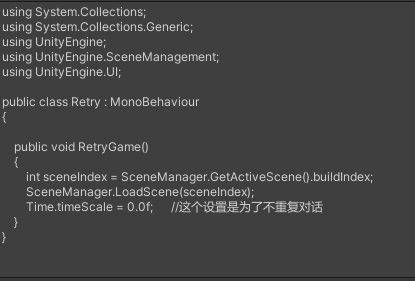 using System.Collections;
using System.Collections.Generic;
using UnityEngine;
using UnityEngine.SceneManagement;
using UnityEngine.UI;
public class Retry : MonoBehaviour
{
public void RetryGame()
{
int sceneIndex = SceneManager.GetActiveScene().buildIndex;
SceneManager.LoadScene(sceneIndex);
Time.timeScale = 0.0f; //这个设置是为了不重复对话
}
}